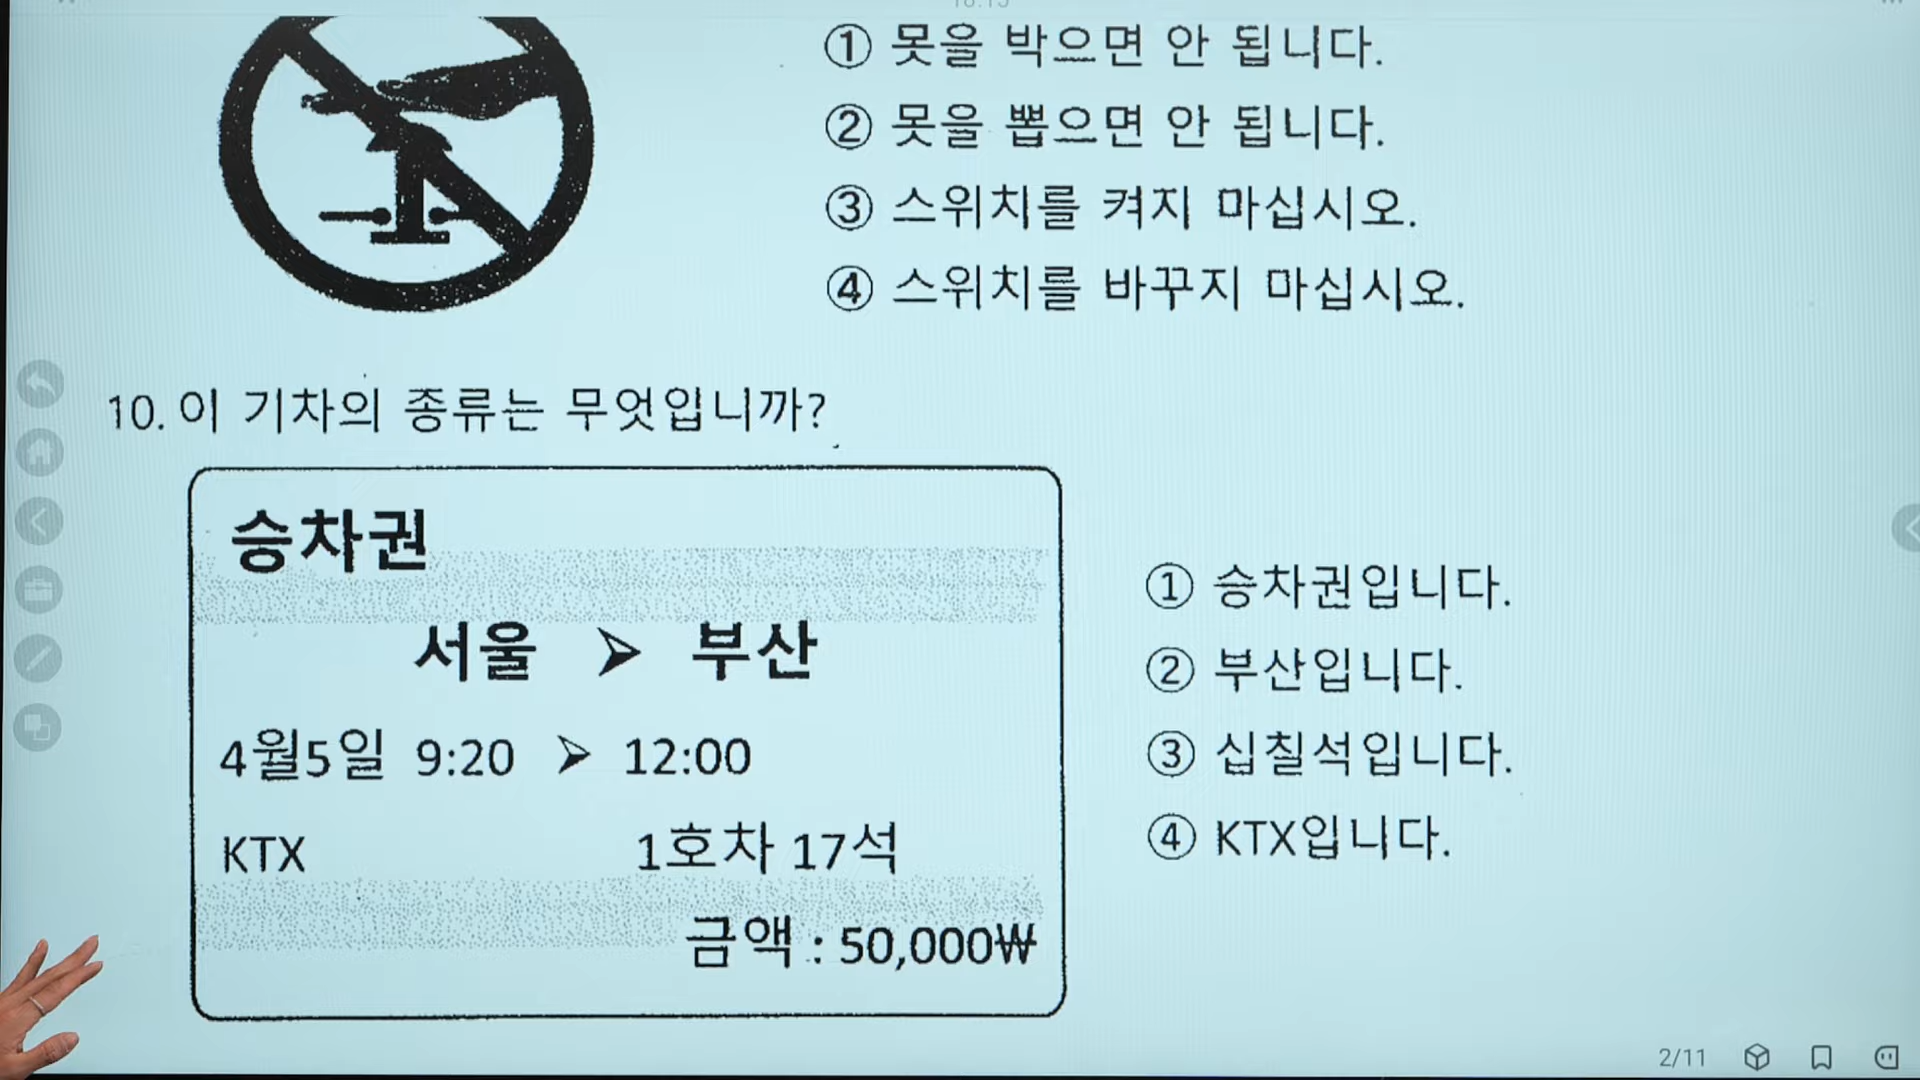 ① 못을 박으면 안 됩니다.
② 못을 뽑으면 안 됩니다.
③ 스위치를 켜지 마십시오.
④ 스위치를 바꾸지 마십시오.
10. 이 기차의 종류는 무엇입니까?
승차권
서울 ➢ 부산
4월5일 9:20 ➢ 12:00
KTX 1호차 17석
금액 : 50,000₩
① 승차권입니다.
② 부산입니다.
③ 십칠석입니다.
④ KTX입니다.
2/11